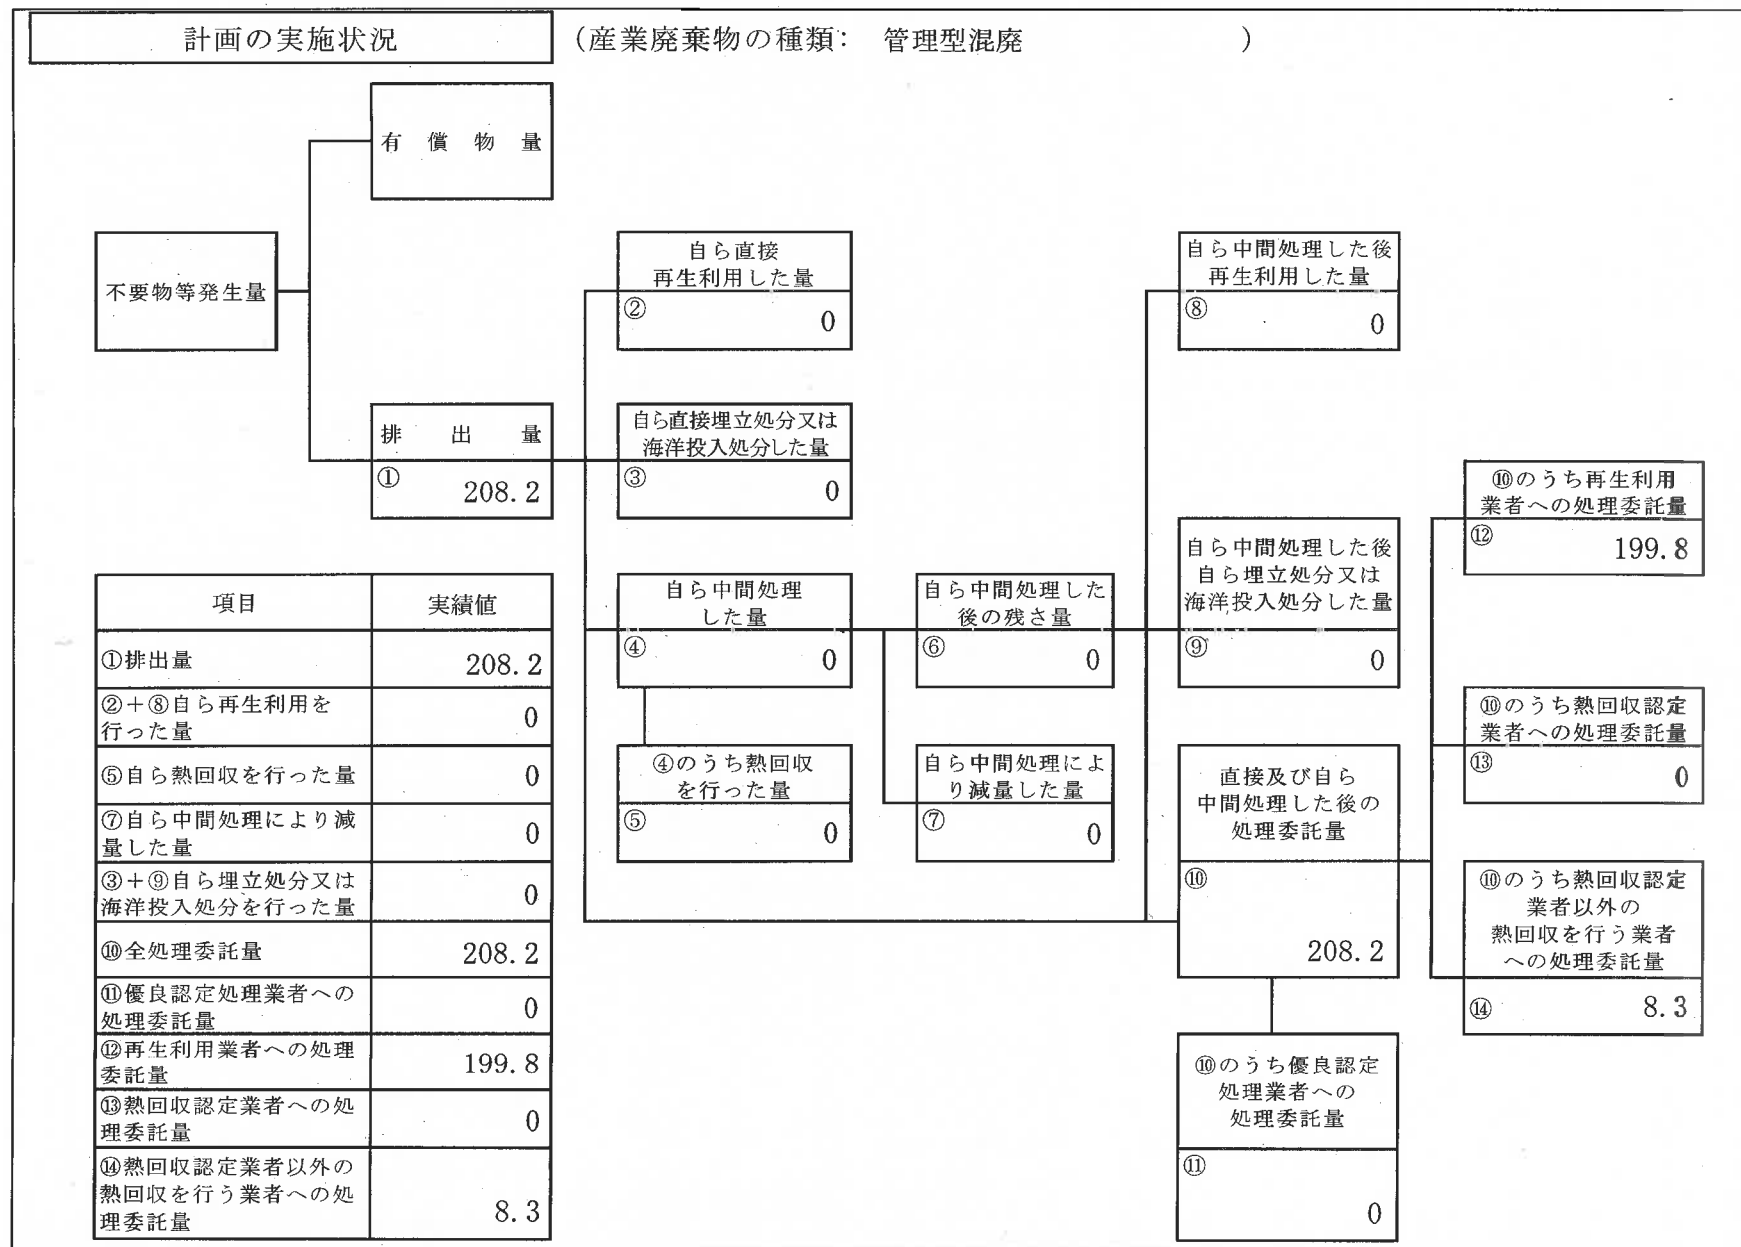 計画の実施状況
(産業廃棄物の種類: 管理型混廃 )
有償物量
不要物等発生量
排出量
① 208.2
自ら直接
再生利用した量
② 0
自ら直接埋立処分又は
海洋投入処分した量
③ 0
自ら中間処理
した量
④ 0
④のうち熱回収
を行った量
⑤ 0
自ら中間処理した
後の残さ量
⑥ 0
自ら中間処理によ
り減量した量
⑦ 0
自ら中間処理した後
再生利用した量
⑧ 0
自ら中間処理した後
自ら埋立処分又は
海洋投入処分した量
⑨ 0
直接及び自ら
中間処理した後の
処理委託量
⑩
208.2
⑩のうち優良認定
処理業者への
処理委託量
⑪
0
⑩のうち再生利用
業者への処理委託量
⑫ 199.8
⑩のうち熱回収認定
業者への処理委託量
⑬ 0
⑩のうち熱回収認定
業者以外の
熱回収を行う業者
への処理委託量
⑭ 8.3
項目 実績値
①排出量 208.2
②+⑧自ら再生利用を
行った量 0
⑤自ら熱回収を行った量 0
⑦自ら中間処理により減
量した量 0
③+⑨自ら埋立処分又は
海洋投入処分を行った量 0
⑩全処理委託量 208.2
⑪優良認定処理業者への
処理委託量 0
⑫再生利用業者への処理
委託量 199.8
⑬熱回収認定業者への処
理委託量 0
⑭熱回収認定業者以外の
熱回収を行う業者への処
理委託量 8.3